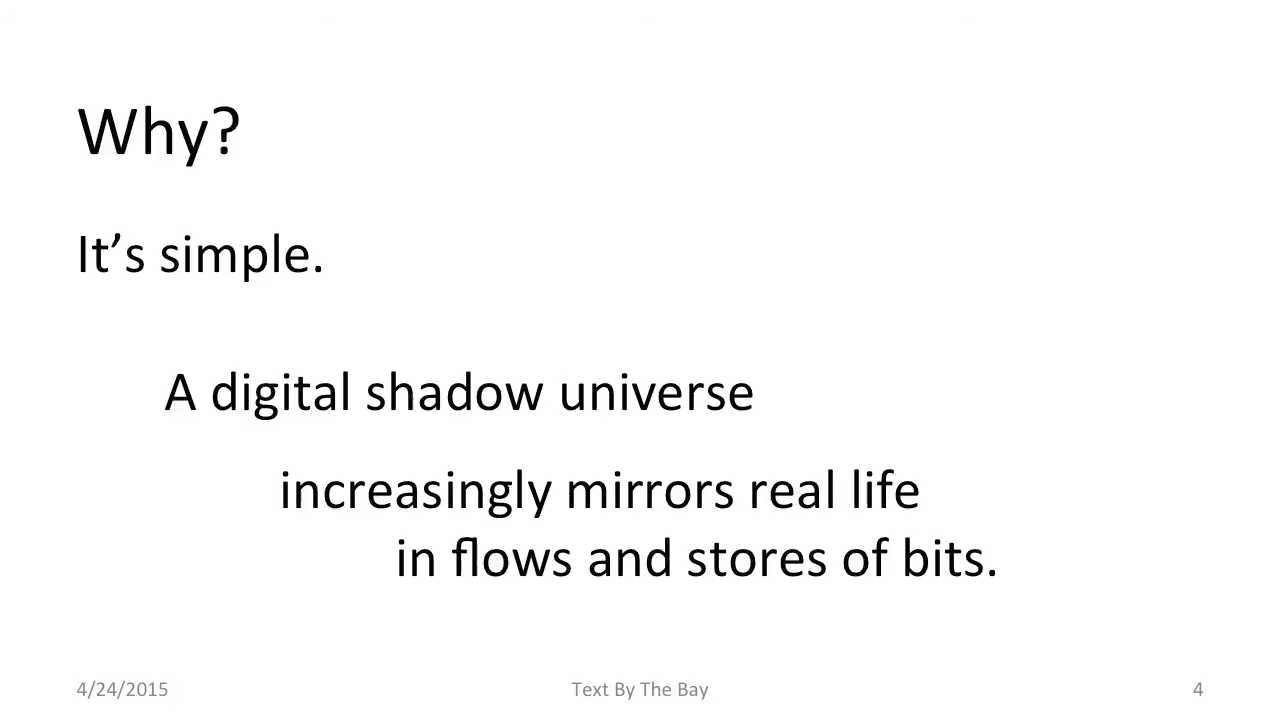 Why?
It’s simple.
A digital shadow universe
increasingly mirrors real life
in flows and stores of bits.
4/24/2015
Text By The Bay
4